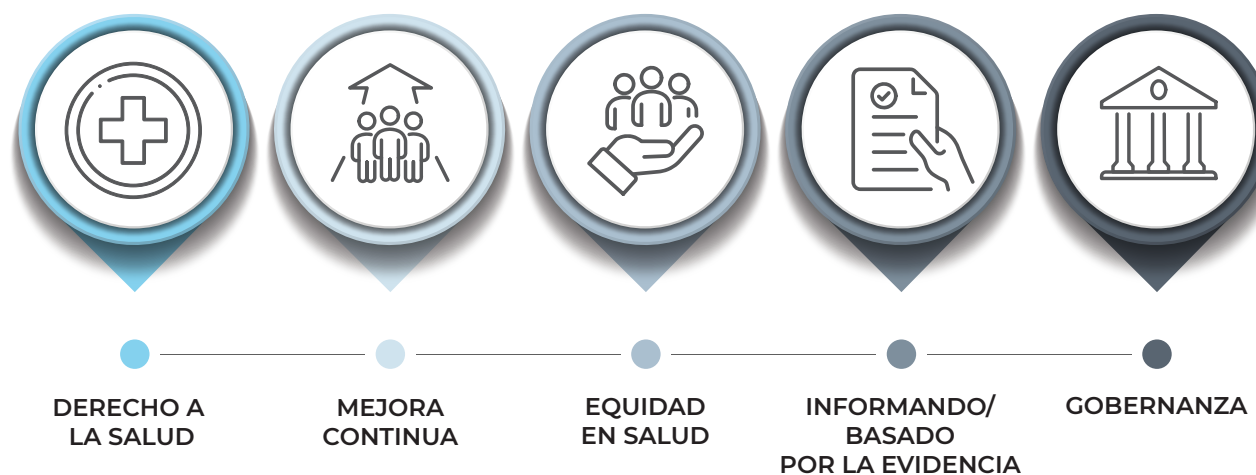 DERECHO A
LA SALUD
MEJORA
CONTINUA
EQUIDAD
EN SALUD
INFORMANDO/
BASADO
POR LA EVIDENCIA
GOBERNANZA